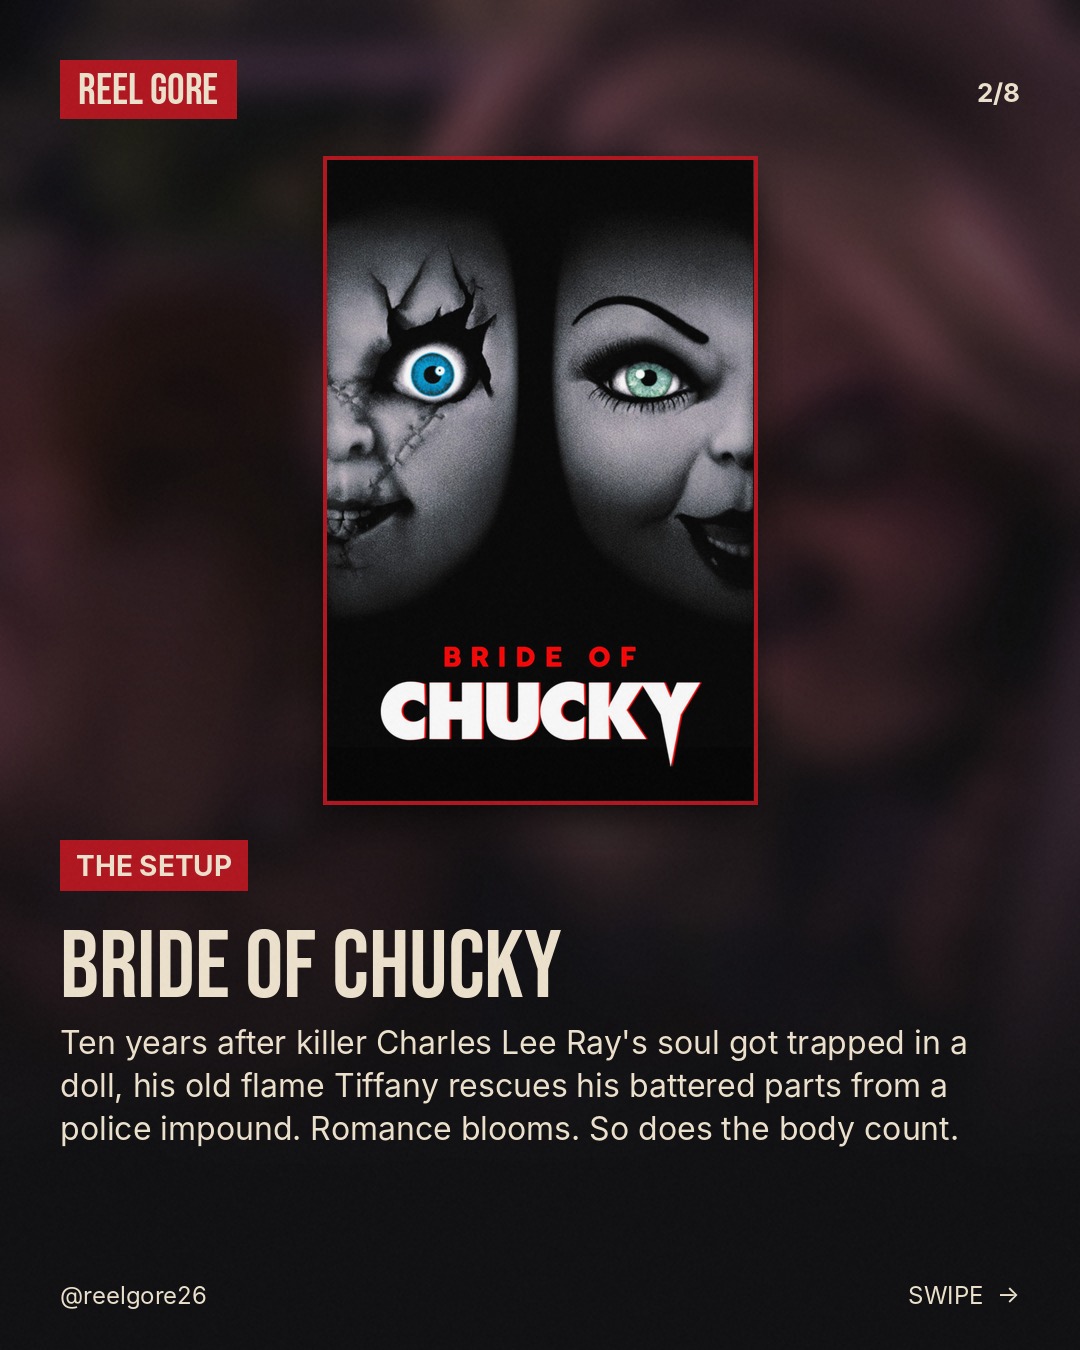 REEL GORE
2/8
BRIDE OF
CHUCKY
THE SETUP
BRIDE OF CHUCKY
Ten years after killer Charles Lee Ray's soul got trapped in a
doll, his old flame Tiffany rescues his battered parts from a
police impound. Romance blooms. So does the body count.
@reelgore26
SWIPE →